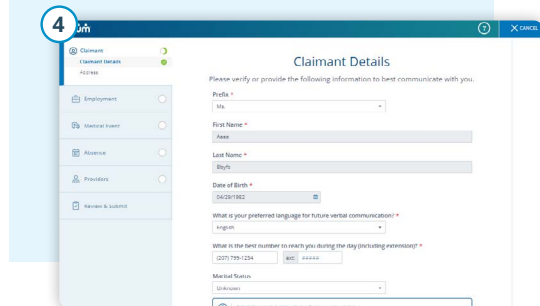 4
ùm
?
X CANCEL
Claimant
Claimant Details
Address
Employment
Medical Event
Absence
Providers
Review & Submit
Claimant Details
Please verify or provide the following information to best communicate with you.
Prefix *
Ms.
First Name *
Aaaa
Last Name *
Date of Birth *
04/29/1982
What is your preferred language for future verbal communication? *
English
What is the best number to reach you during the day (including extension)? *
(207) 795-1234 ext: #####
Marital Status
Unknown